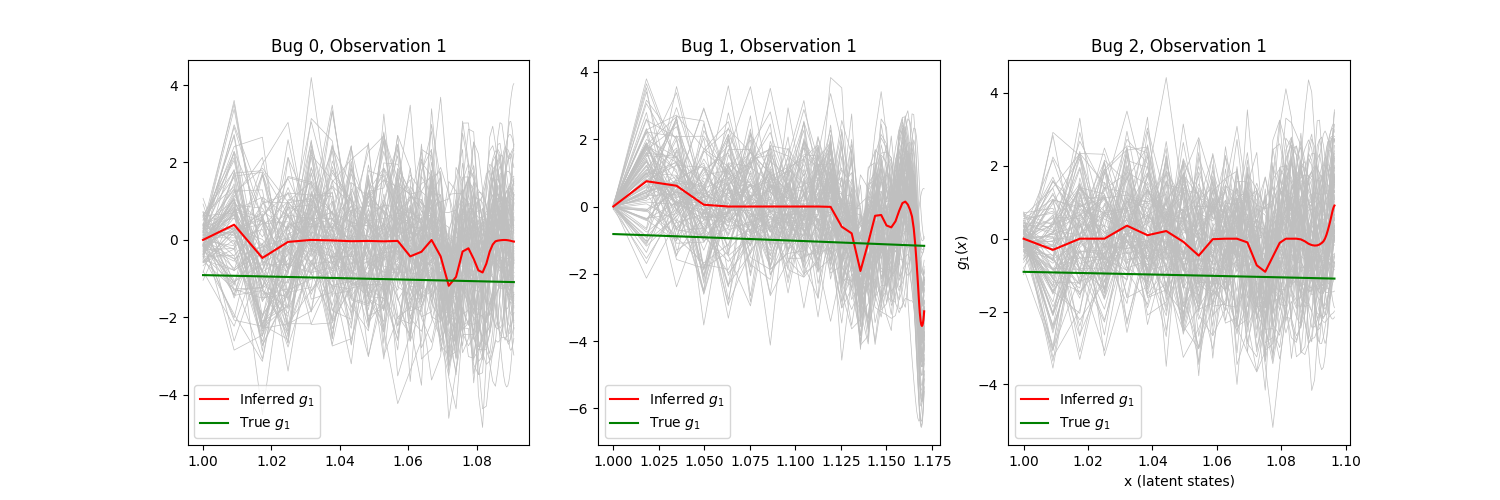 Bug 0, Observation 1
4
2
0
−2
−4
Inferred g₁
True g₁
1.00 1.02 1.04 1.06 1.08
Bug 1, Observation 1
4
2
0
−2
−4
−6
Inferred g₁
True g₁
1.000 1.025 1.050 1.075 1.100 1.125 1.150 1.175
Bug 2, Observation 1
g₁(x)
4
2
0
−2
−4
Inferred g₁
True g₁
1.00 1.02 1.04 1.06 1.08 1.10
x (latent states)